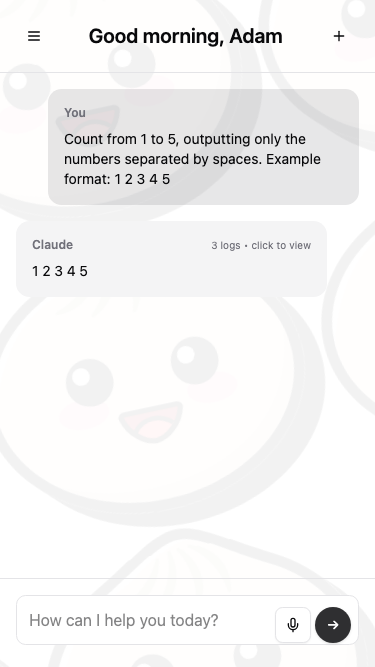 Good morning, Adam
You
Count from 1 to 5, outputting only the
numbers separated by spaces. Example
format: 1 2 3 4 5
Claude
3 logs • click to view
1 2 3 4 5
How can I help you today?